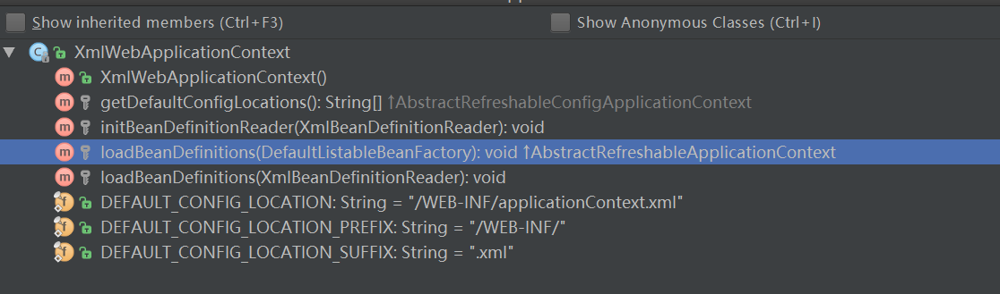 Show inherited members (Ctrl+F3) Show Anonymous Classes (Ctrl+I)
XmlWebApplicationContext
m XmlWebApplicationContext()
m getDefaultConfigLocations(): String[] ↑AbstractRefreshableConfigApplicationContext
m initBeanDefinitionReader(XmlBeanDefinitionReader): void
m loadBeanDefinitions(DefaultListableBeanFactory): void ↑AbstractRefreshableApplicationContext
m loadBeanDefinitions(XmlBeanDefinitionReader): void
f DEFAULT_CONFIG_LOCATION: String = "/WEB-INF/applicationContext.xml"
f DEFAULT_CONFIG_LOCATION_PREFIX: String = "/WEB-INF/"
f DEFAULT_CONFIG_LOCATION_SUFFIX: String = ".xml"